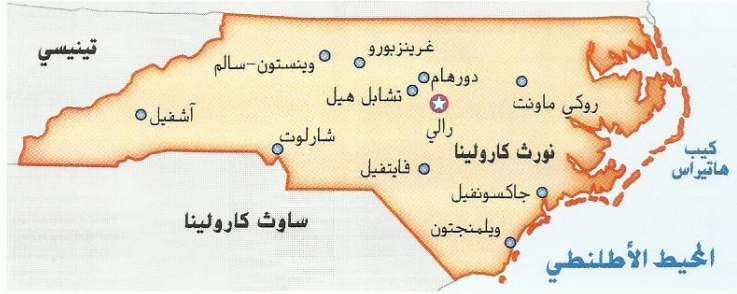 تينيسي
غرينزبورو
وينستون-سالم
دورهام
تشابل هيل
روكي ماونت
آشفيل
رالي
شارلوت
نورث كارولينا
كيب
هاتيراس
فايتفيل
جاكسونفيل
ساوث كارولينا
ويلمنجتون
المحيط الأطلنطي